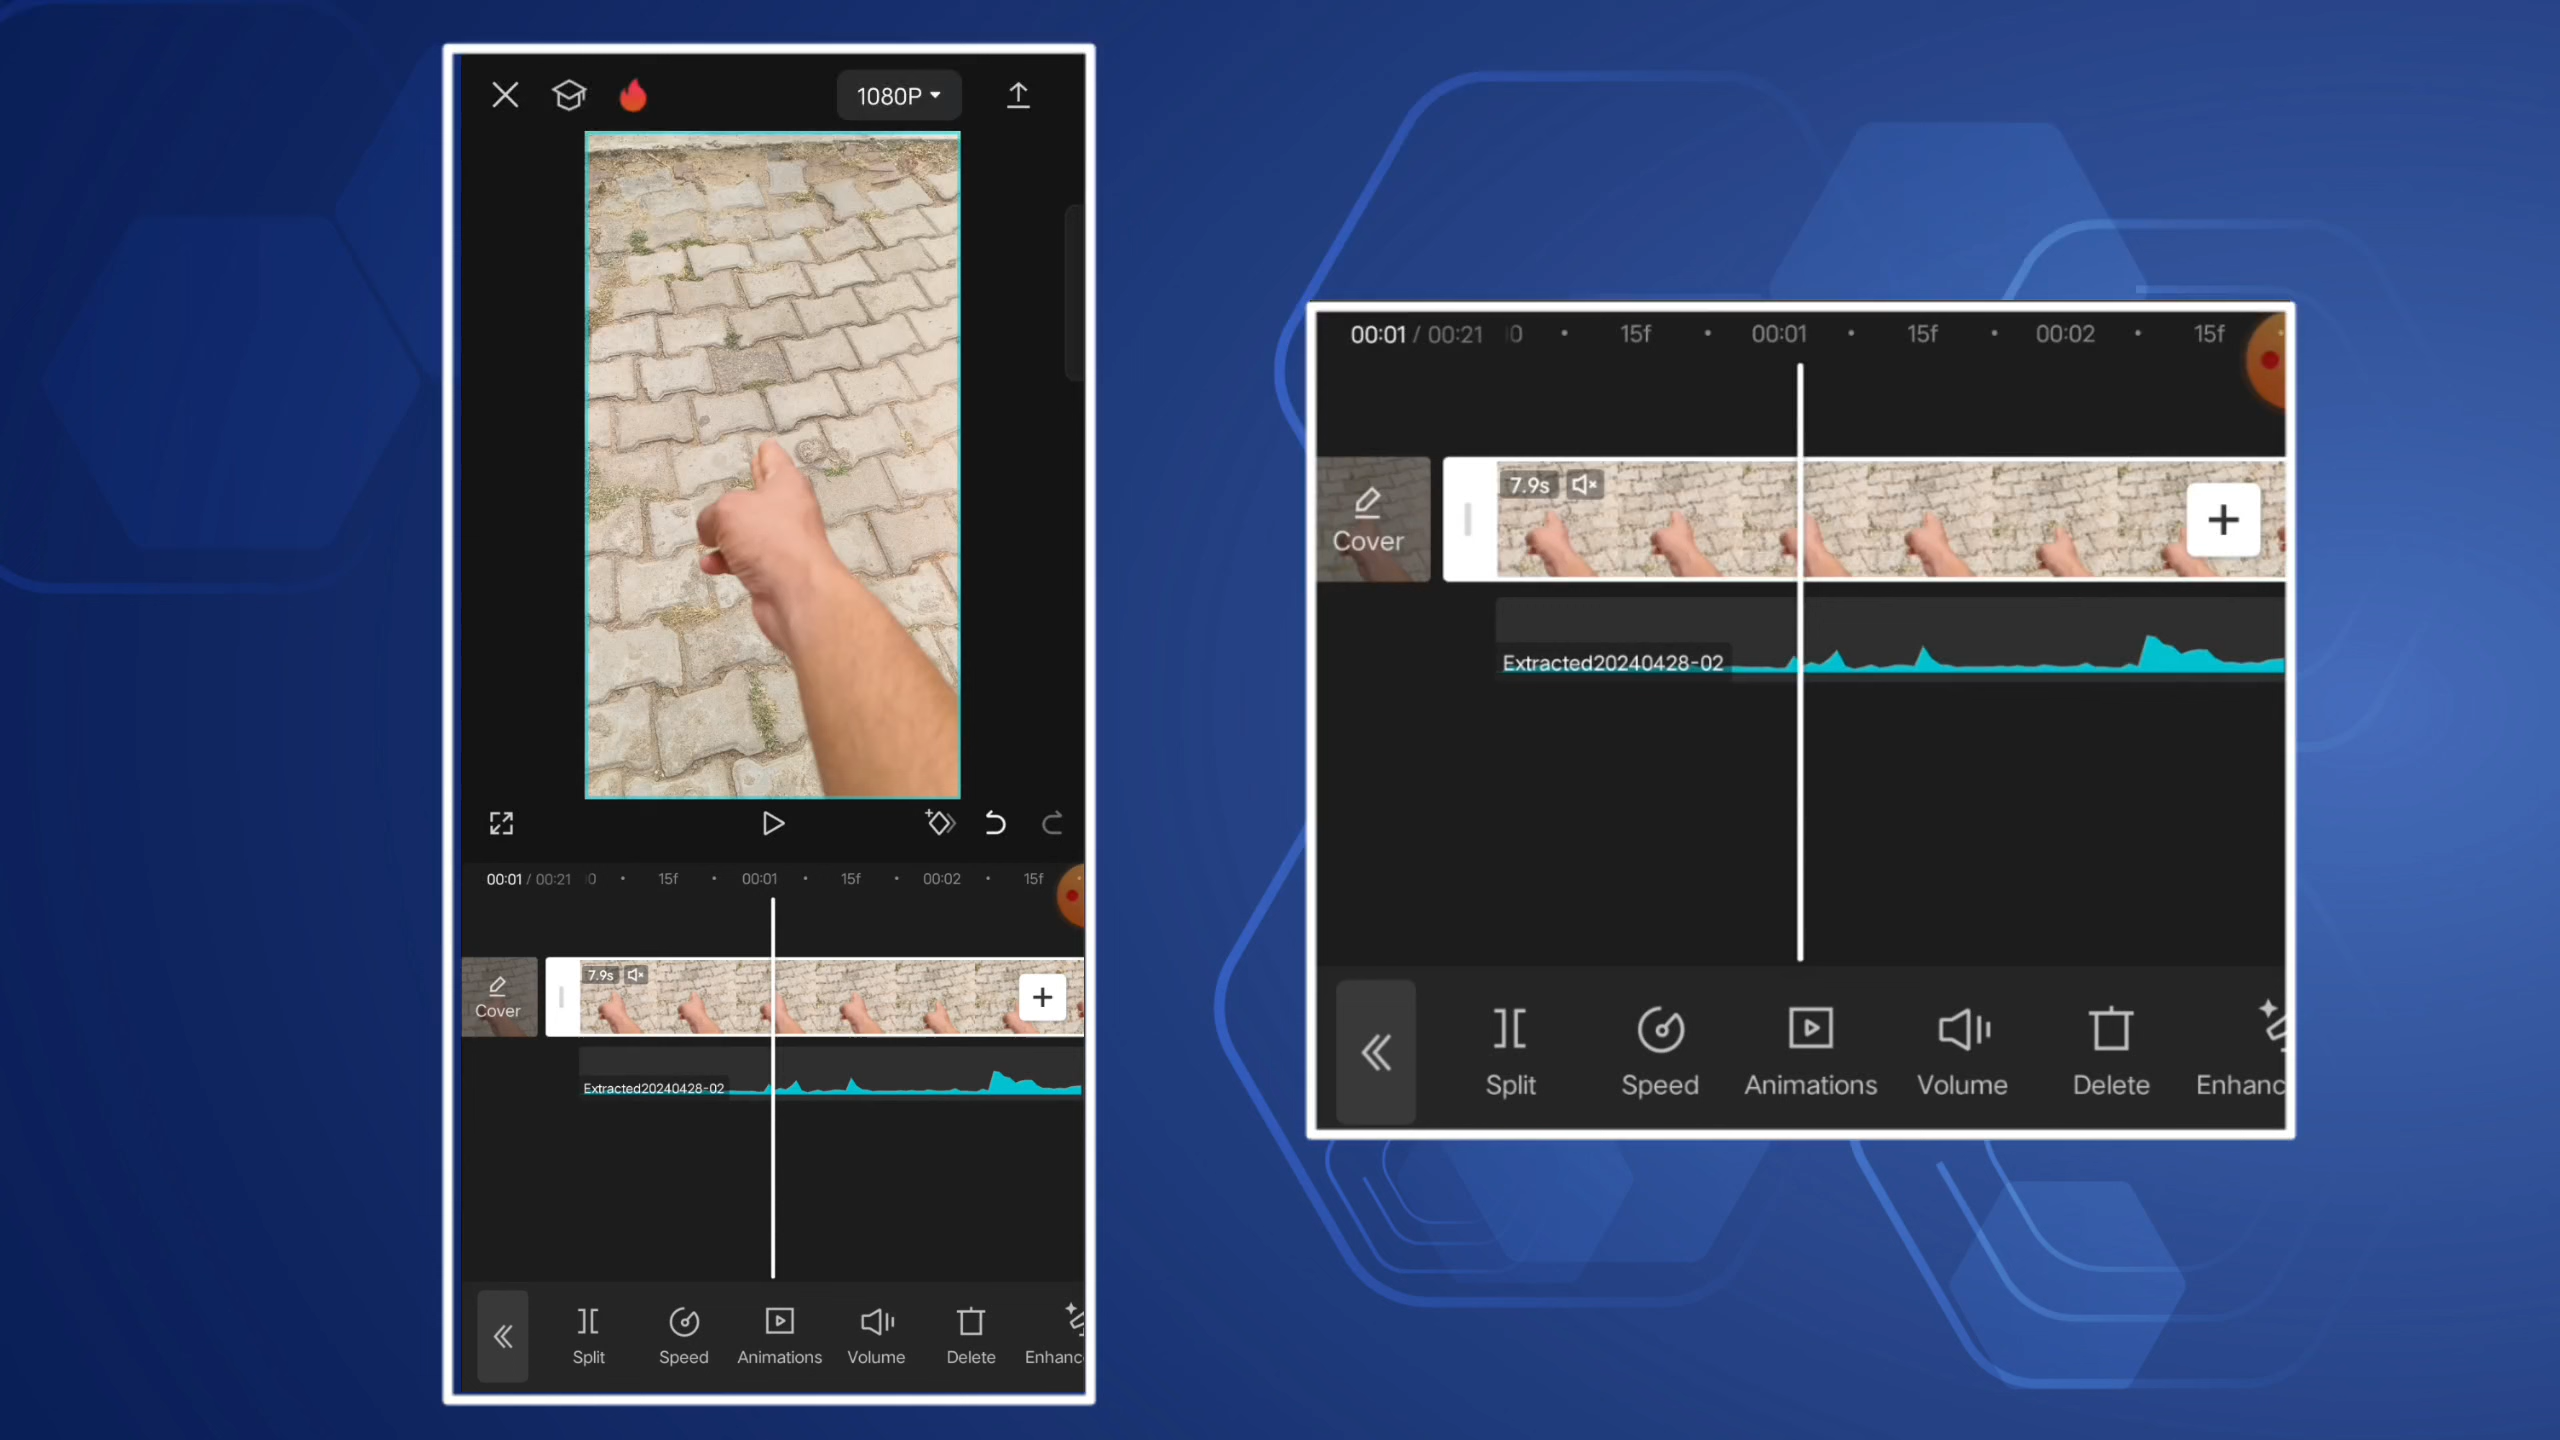 1080P
00:01 / 00:21 0 15f 00:01 15f 00:02 15f
7.9s
Cover
Extracted20240428-02
Split Speed Animations Volume Delete Enhanc
00:01 / 00:21 0 15f 00:01 15f 00:02 15f
7.9s
Cover
Extracted20240428-02
Split Speed Animations Volume Delete Enhanc